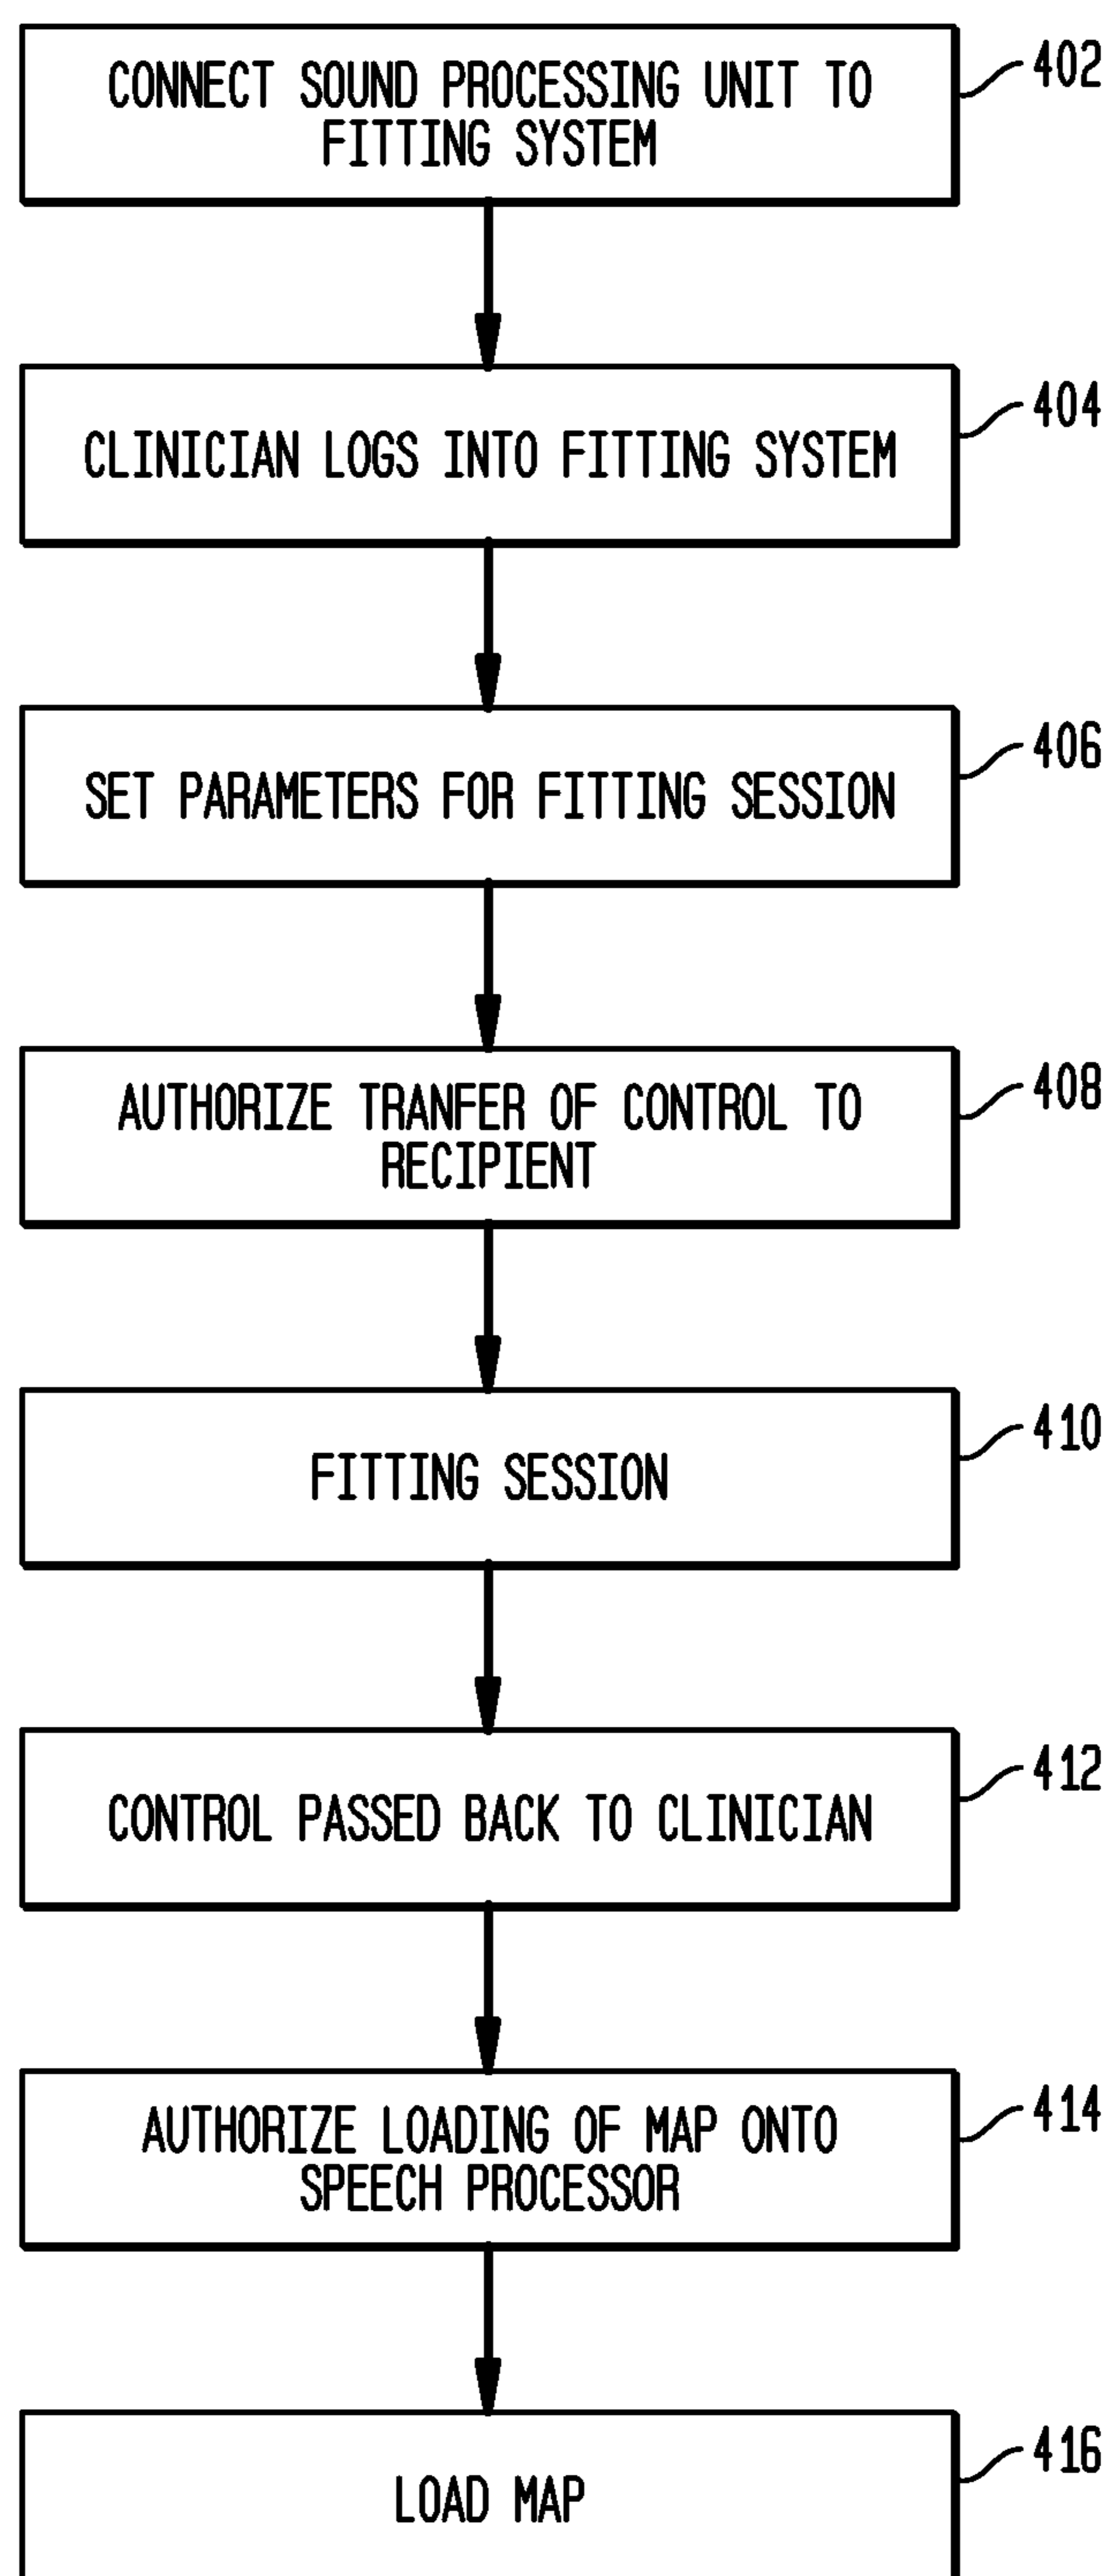 CONNECT SOUND PROCESSING UNIT TO
FITTING SYSTEM
402
CLINICIAN LOGS INTO FITTING SYSTEM
404
SET PARAMETERS FOR FITTING SESSION
406
AUTHORIZE TRANFER OF CONTROL TO
RECIPIENT
408
FITTING SESSION
410
CONTROL PASSED BACK TO CLINICIAN
412
AUTHORIZE LOADING OF MAP ONTO
SPEECH PROCESSOR
414
LOAD MAP
416